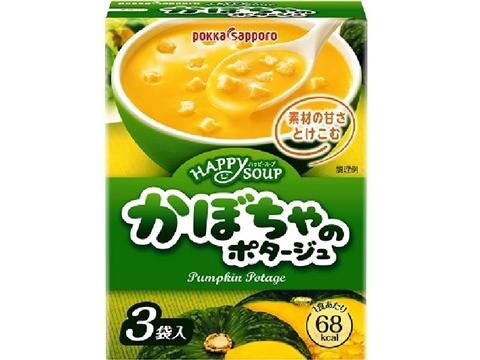 pokka sapporo
素材の甘さ
とけこむ
調理例
HAPPY ハッピースープ
SOUP
かぼちゃの
ポタージュ
Pumpkin Potage
3袋入
1食あたり
68
kcal